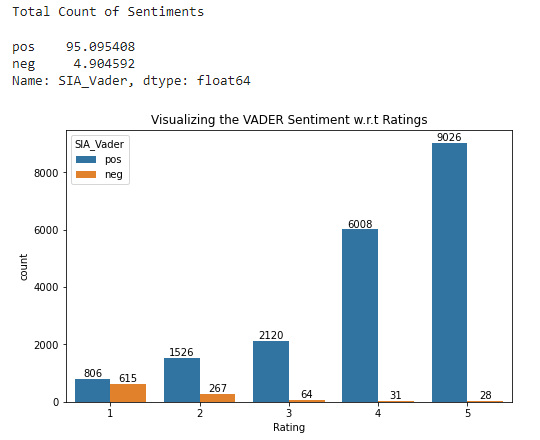 Total Count of Sentiments
pos    95.095408
neg     4.904592
Name: SIA_Vader, dtype: float64
Visualizing the VADER Sentiment w.r.t Ratings
SIA_Vader
pos
neg
9026
8000
6008
6000
count
4000
2120
2000
1526
806
615
267
64
31
28
0
1 2 3 4 5
Rating